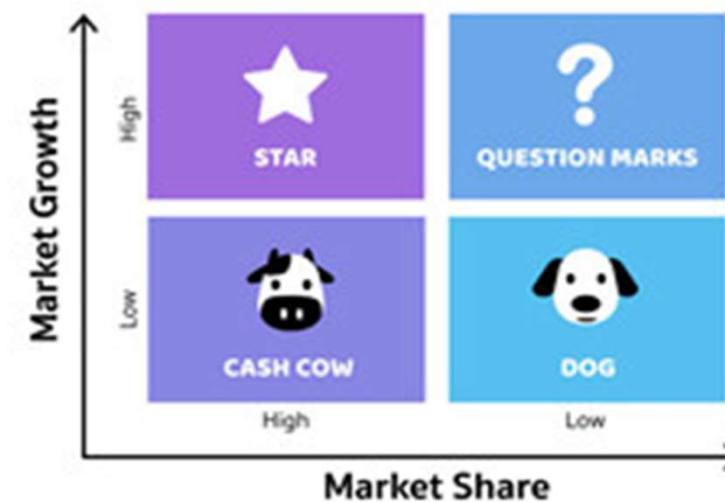 Market Growth
High
STAR
QUESTION MARKS
Low
CASH COW
DOG
High
Low
Market Share